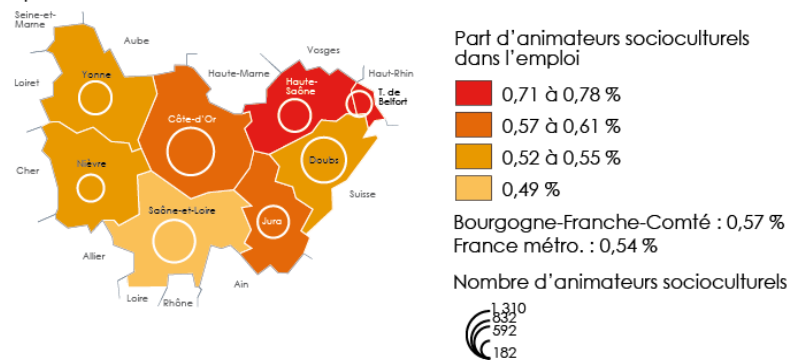 Seine-et-
Marne
Aube
Vosges
Haute-Marne
Haut-Rhin
Loiret
Yonne
Haute-
Saône
T. de
Belfort
Côte-d'Or
Cher
Nièvre
Doubs
Suisse
Saône-et-Loire
Jura
Allier
Ain
Loire
Rhône
Part d'animateurs socioculturels
dans l'emploi
0,71 à 0,78 %
0,57 à 0,61 %
0,52 à 0,55 %
0,49 %
Bourgogne-Franche-Comté : 0,57 %
France métro. : 0,54 %
Nombre d'animateurs socioculturels
1 310
832
592
182